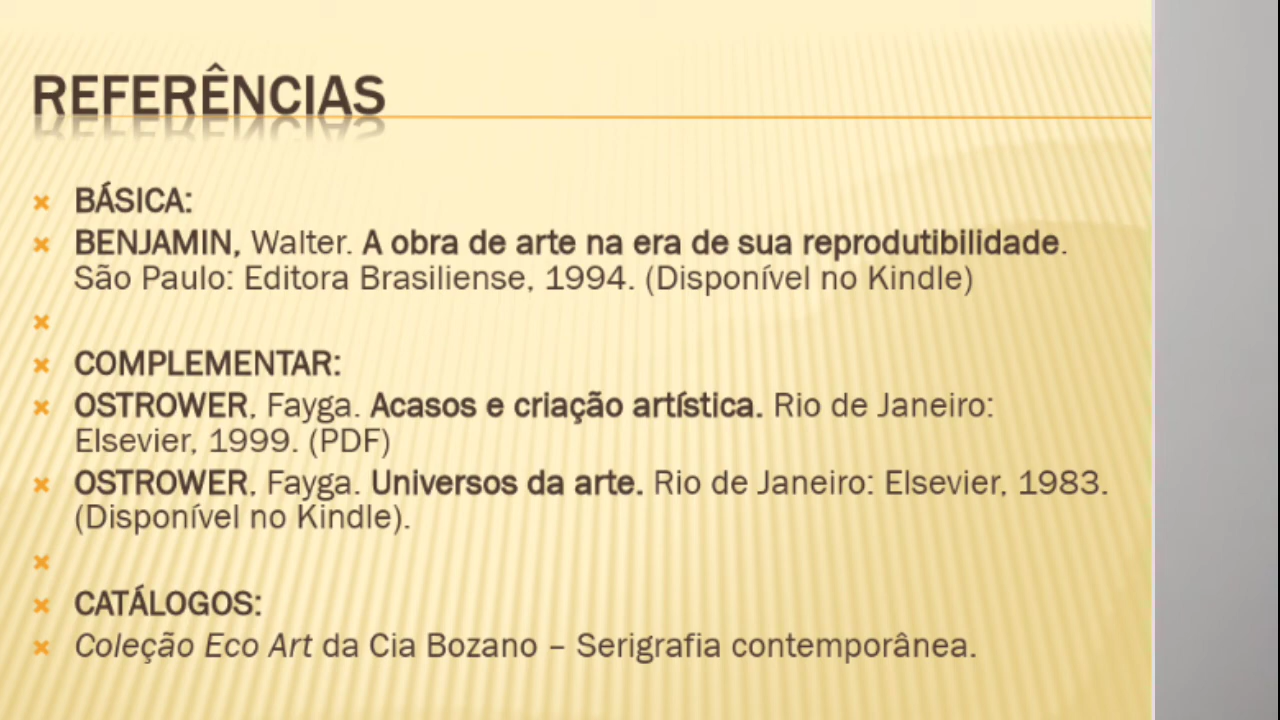 REFERÊNCIAS
BÁSICA:
BENJAMIN, Walter. A obra de arte na era de sua reprodutibilidade.
São Paulo: Editora Brasiliense, 1994. (Disponível no Kindle)
COMPLEMENTAR:
OSTROWER, Fayga. Acasos e criação artística. Rio de Janeiro:
Elsevier, 1999. (PDF)
OSTROWER, Fayga. Universos da arte. Rio de Janeiro: Elsevier, 1983.
(Disponível no Kindle).
CATÁLOGOS:
Coleção Eco Art da Cia Bozano – Serigrafia contemporânea.